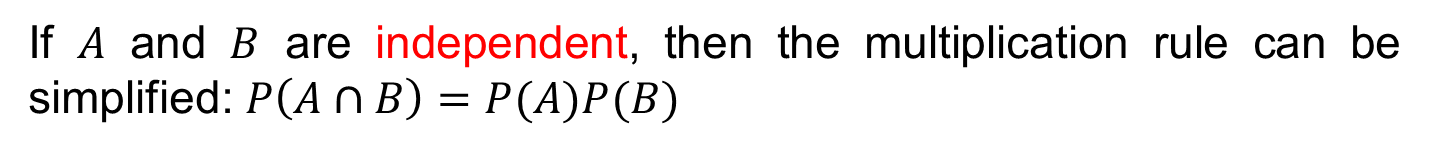 If A and B are independent, then the multiplication rule can be
simplified: P(A ∩ B) = P(A)P(B)